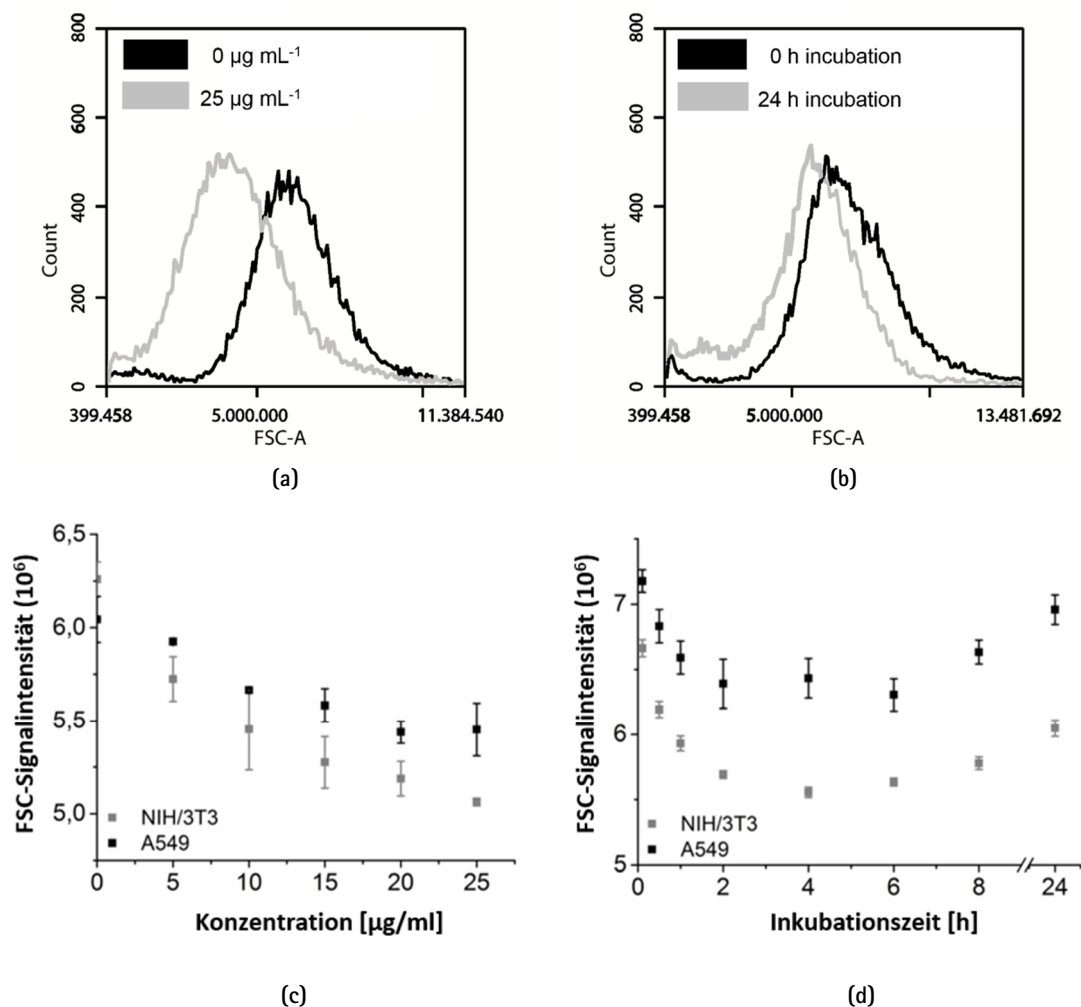 800
600
400
200
0
Count
0 µg mL⁻¹
25 µg mL⁻¹
399.458
5.000.000
11.384.540
FSC-A
(a)
800
600
400
200
0
Count
0 h incubation
24 h incubation
399.458
5.000.000
13.481.692
FSC-A
(b)
6,5
6,0
5,5
5,0
FSC-Signalintensität (10⁶)
NIH/3T3
A549
0 5 10 15 20 25
Konzentration [µg/ml]
(c)
7
6
5
FSC-Signalintensität (10⁶)
NIH/3T3
A549
0 2 4 6 8 24
Inkubationszeit [h]
(d)